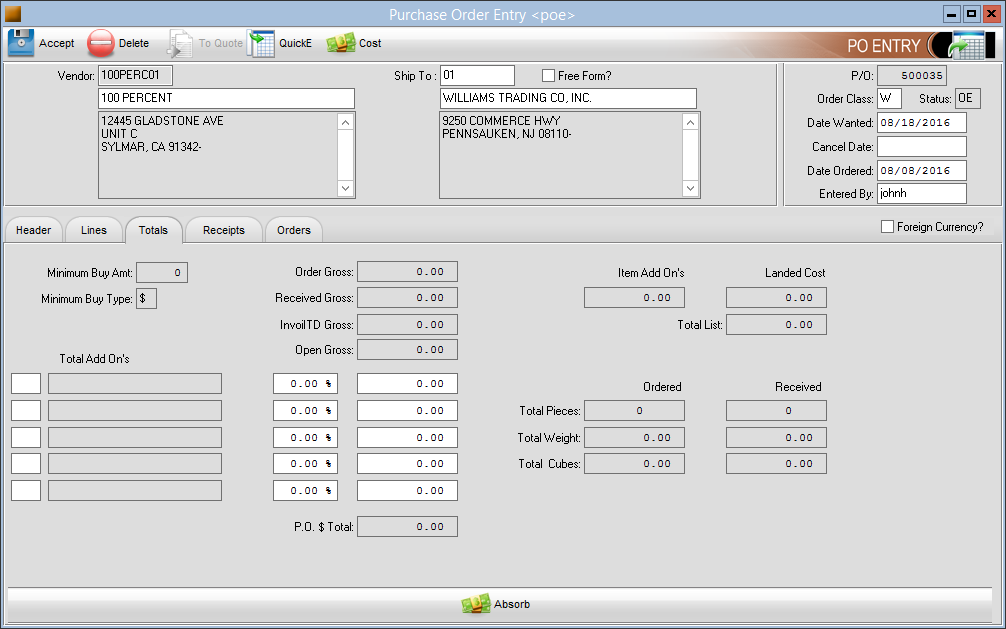 Purchase Order Entry <poe>
Accept Delete To Quote QuickE Cost PO ENTRY
Vendor: 100PERC01 Ship To : 01 Free Form? P/O: 500035
100 PERCENT WILLIAMS TRADING CO, INC. Order Class: W Status: OE
12445 GLADSTONE AVE 9250 COMMERCE HWY Date Wanted: 08/18/2016
UNIT C PENNSAUKEN, NJ 08110-
SYLMAR, CA 91342- Cancel Date:
Date Ordered: 08/08/2016
Entered By: johnh
Header Lines Totals Receipts Orders Foreign Currency?
Minimum Buy Amt: 0 Order Gross: 0.00 Item Add On's Landed Cost
Minimum Buy Type: $ Received Gross: 0.00 0.00 0.00
InvoilTD Gross: 0.00 Total List: 0.00
Total Add On's Open Gross: 0.00
0.00 % 0.00 Ordered Received
0.00 % 0.00 Total Pieces: 0 0
0.00 % 0.00 Total Weight: 0.00 0.00
0.00 % 0.00 Total Cubes: 0.00 0.00
0.00 % 0.00
P.O. $ Total: 0.00
Absorb